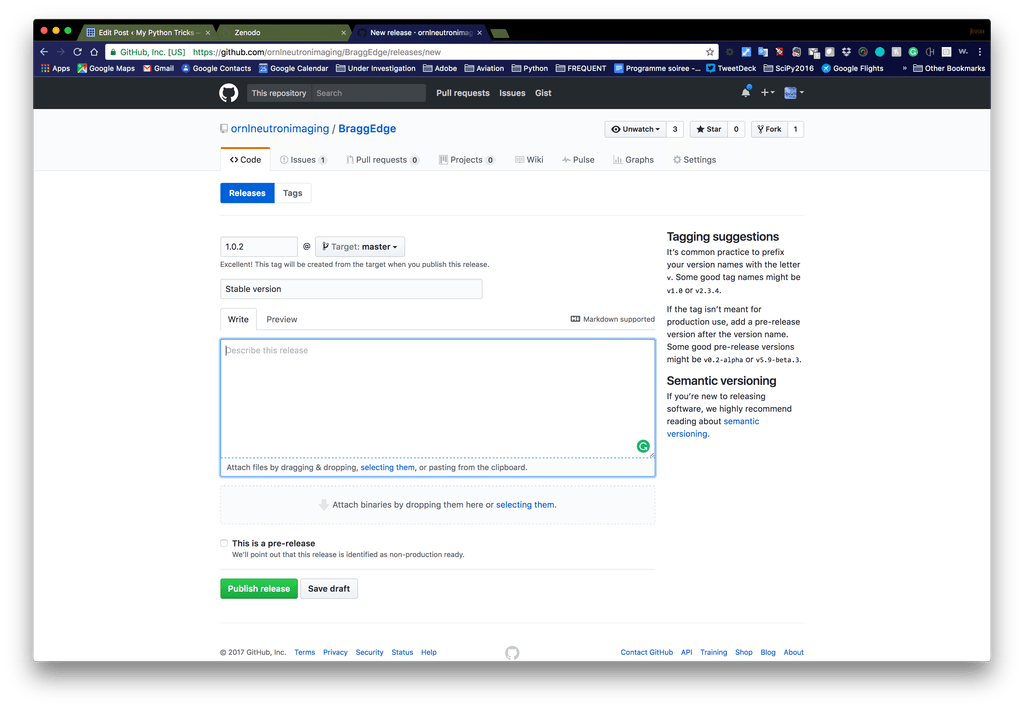 Edit Post ‹ My Python Tricks —
Zenodo
New release · ornlneutronimag
GitHub, Inc. [US] https://github.com/ornlneutronimaging/BraggEdge/releases/new
Apps Google Maps Gmail Google Contacts Google Calendar Under Investigation Adobe Aviation Python FREQUENT Programme soiree -... TweetDeck SciPy2016 Google Flights » Other Bookmarks
This repository Search Pull requests Issues Gist
ornlneutronimaging / BraggEdge
Unwatch 3 Star 0 Fork 1
Code Issues 1 Pull requests 0 Projects 0 Wiki Pulse Graphs Settings
Releases Tags
1.0.2 @ Target: master
Excellent! This tag will be created from the target when you publish this release.
Stable version
Write Preview Markdown supported
Describe this release
Attach files by dragging & dropping, selecting them, or pasting from the clipboard.
Attach binaries by dropping them here or selecting them.
This is a pre-release
We'll point out that this release is identified as non-production ready.
Publish release Save draft
Tagging suggestions
It's common practice to prefix
your version names with the letter
v. Some good tag names might be
v1.0 or v2.3.4.
If the tag isn't meant for
production use, add a pre-release
version after the version name.
Some good pre-release versions
might be v0.2-alpha or v5.9-beta.3.
Semantic versioning
If you're new to releasing
software, we highly recommend
reading about semantic
versioning.
© 2017 GitHub, Inc. Terms Privacy Security Status Help
Contact GitHub API Training Shop Blog About